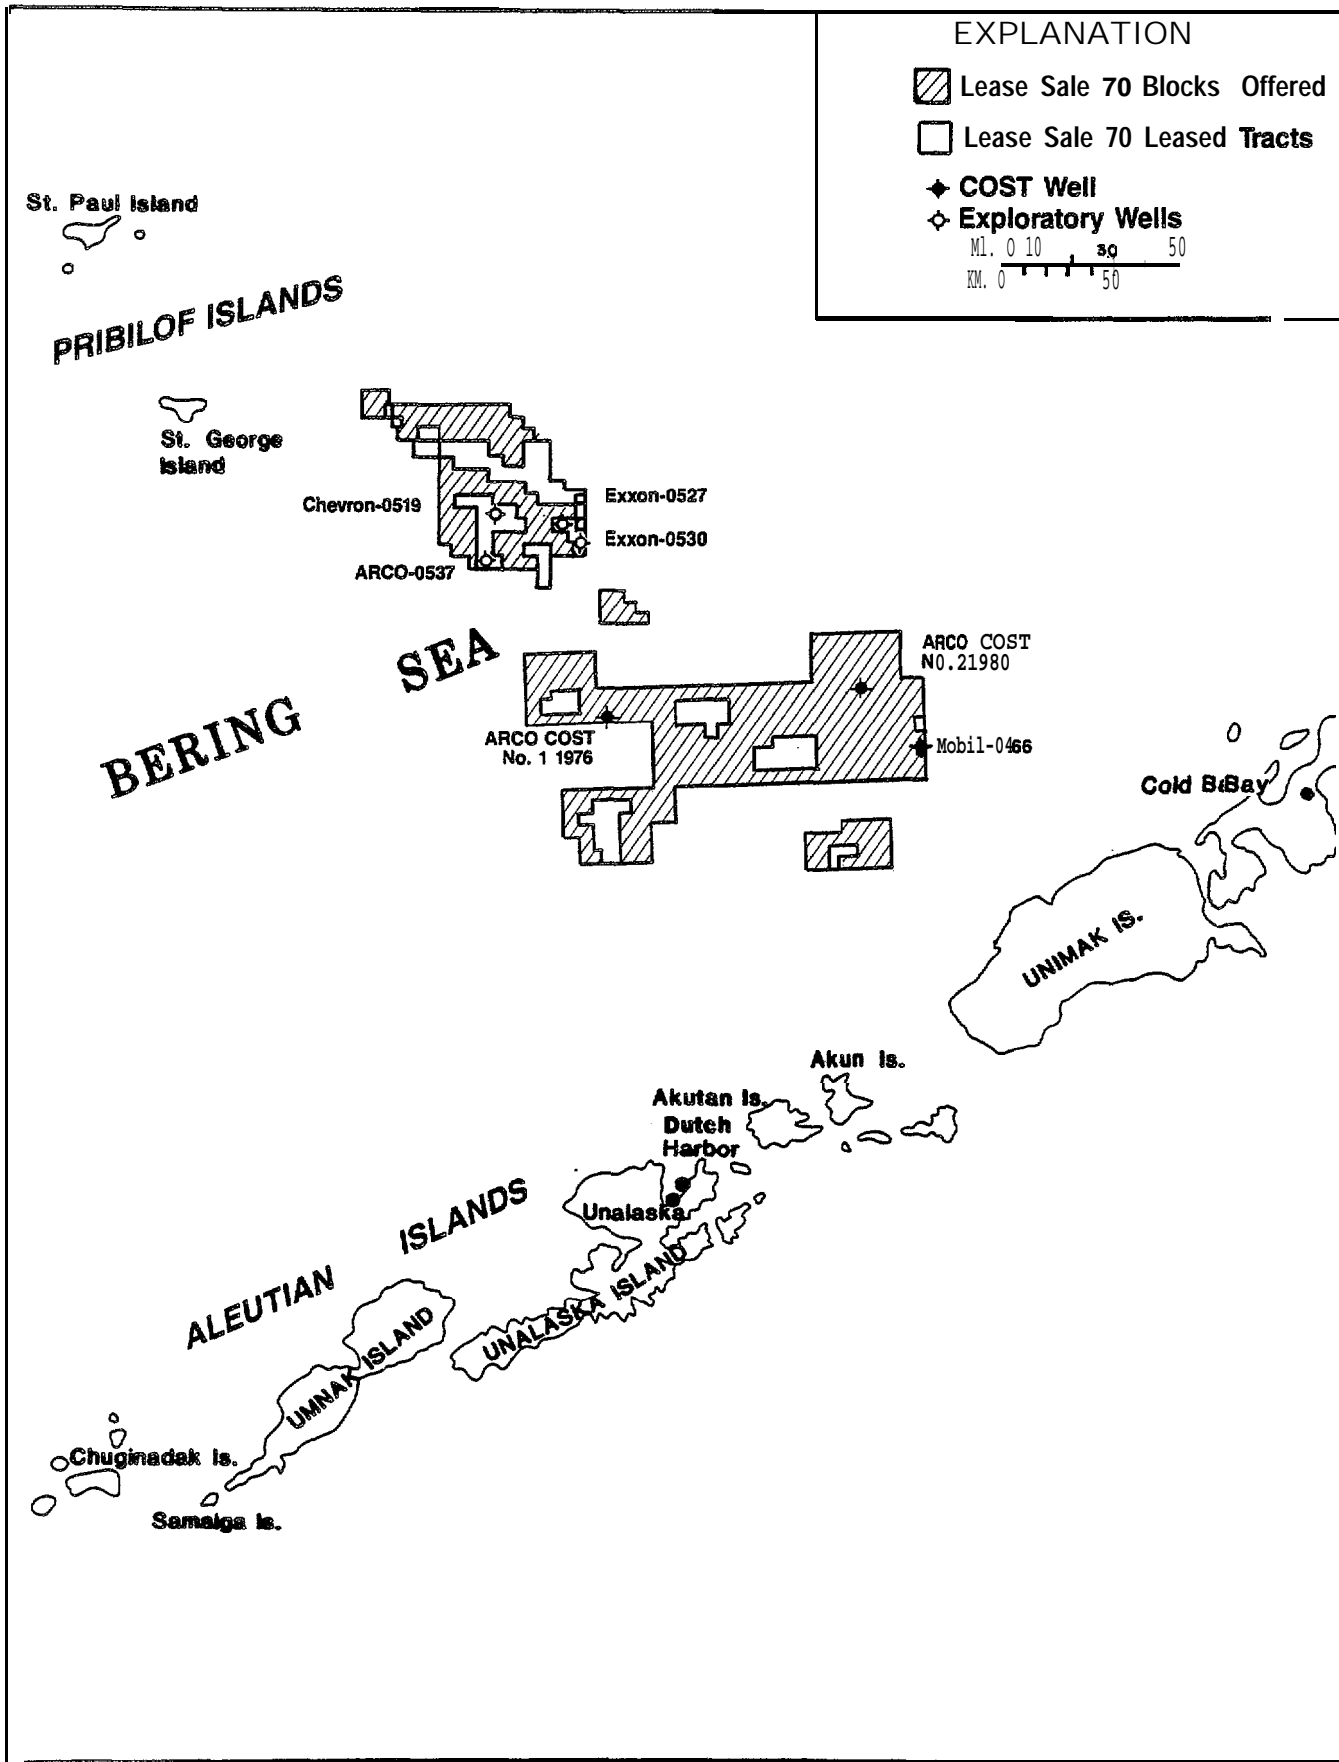 EXPLANATION
Lease Sale 70 Blocks Offered
Lease Sale 70 Leased Tracts
COST Well
Exploratory Wells
MI. 0 10 30 50
KM. 0 50
St. Paul Island
PRIBILOF ISLANDS
St. George
Island
Chevron-0519
Exxon-0527
Exxon-0530
ARCO-0537
BERING SEA
ARCO COST
NO.21980
ARCO COST
No. 1 1976
Mobil-0466
Cold BaBay
UNIMAK IS.
Akun Is.
Akutan Is.
Dutch
Harbor
Unalaska
ALEUTIAN ISLANDS
UNALASKA ISLAND
UMNAK ISLAND
Chuginadak Is.
Samalga Is.